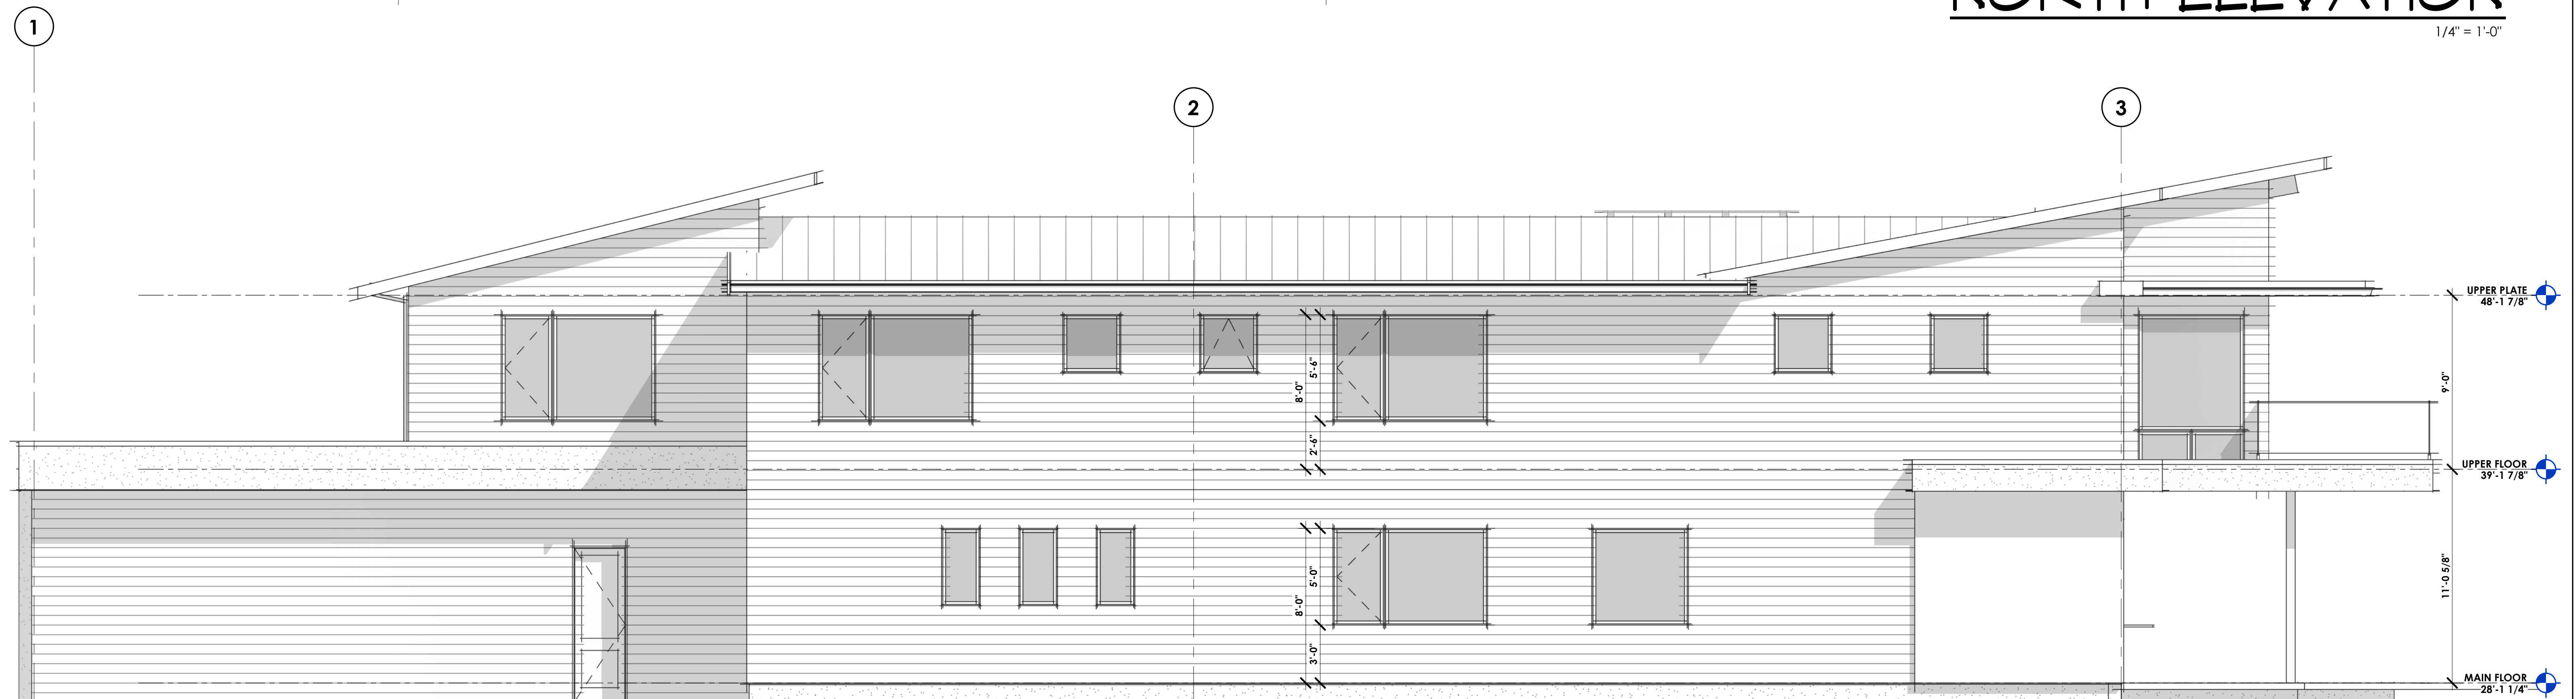 NORTH ELEVATION
1/4" = 1'-0"
1
2
3
UPPER PLATE
48'-1 7/8"
5'-6"
8'-0"
9'-0"
2'-6"
UPPER FLOOR
39'-1 7/8"
5'-0"
8'-0"
11'-0 5/8"
3'-0"
MAIN FLOOR
28'-1 1/4"